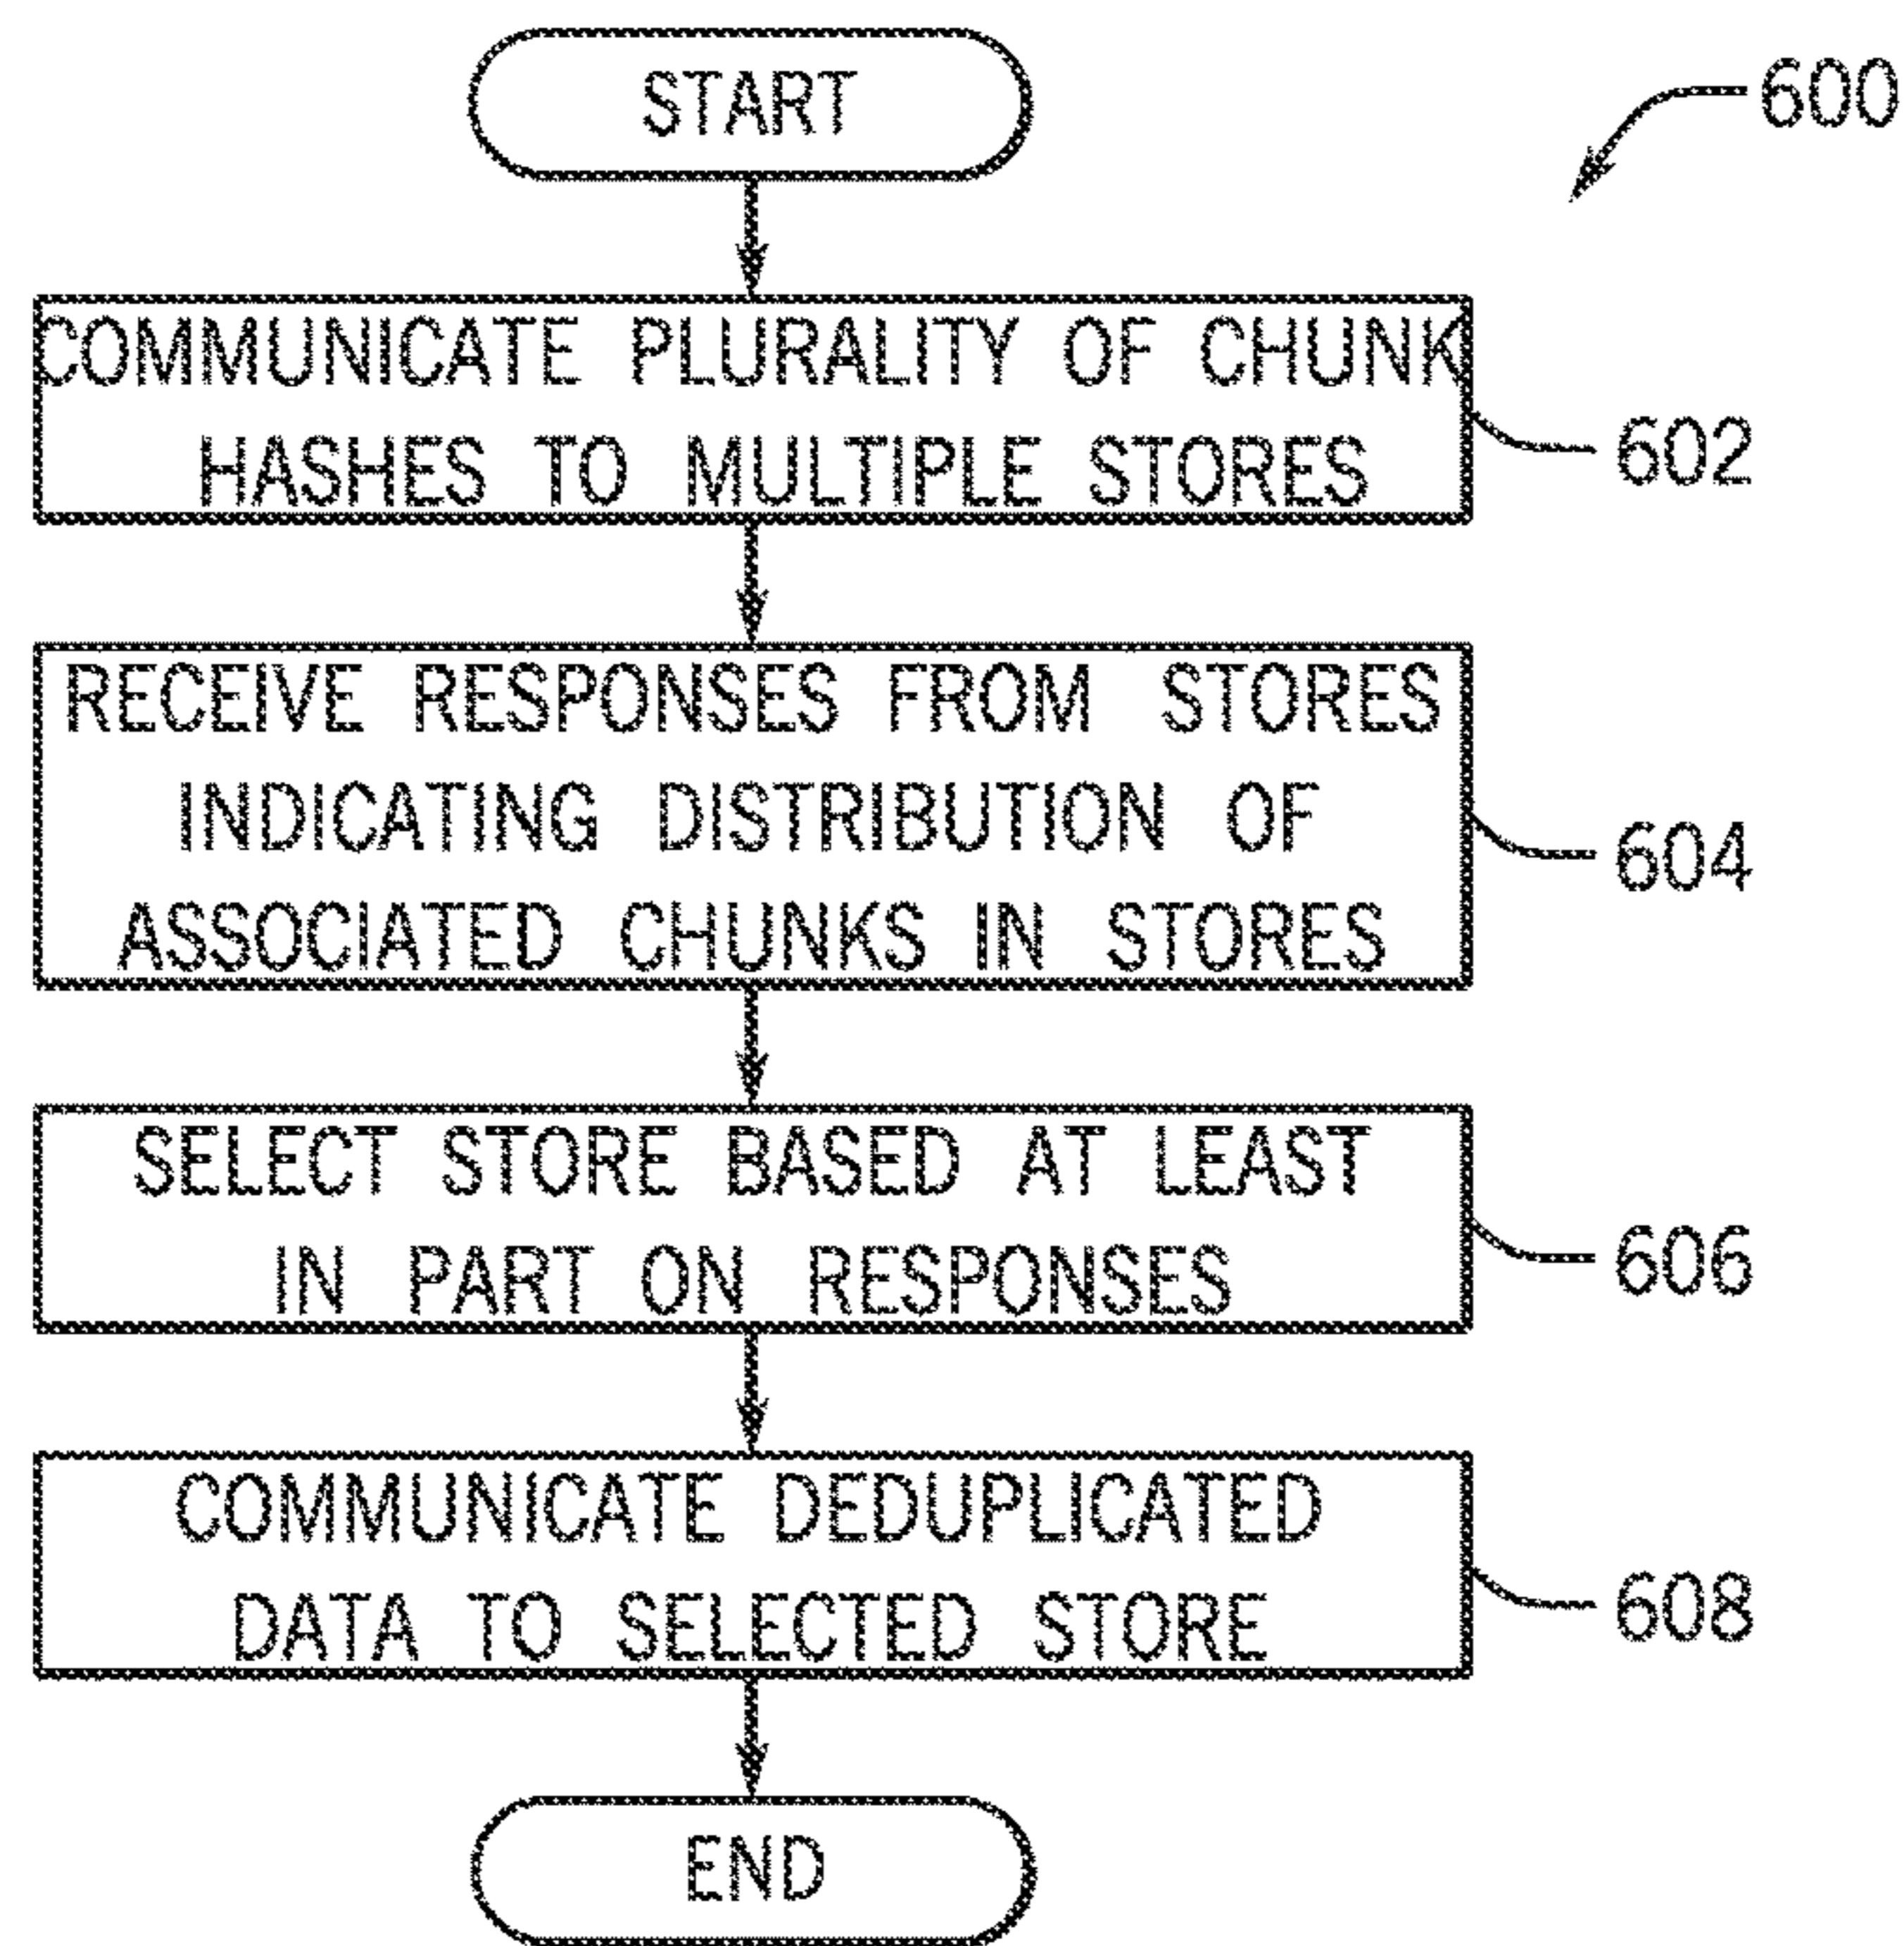 START
600
COMMUNICATE PLURALITY OF CHUNK
HASHES TO MULTIPLE STORES
602
RECEIVE RESPONSES FROM STORES
INDICATING DISTRIBUTION OF
ASSOCIATED CHUNKS IN STORES
604
SELECT STORE BASED AT LEAST
IN PART ON RESPONSES
606
COMMUNICATE DEDUPLICATED
DATA TO SELECTED STORE
608
END